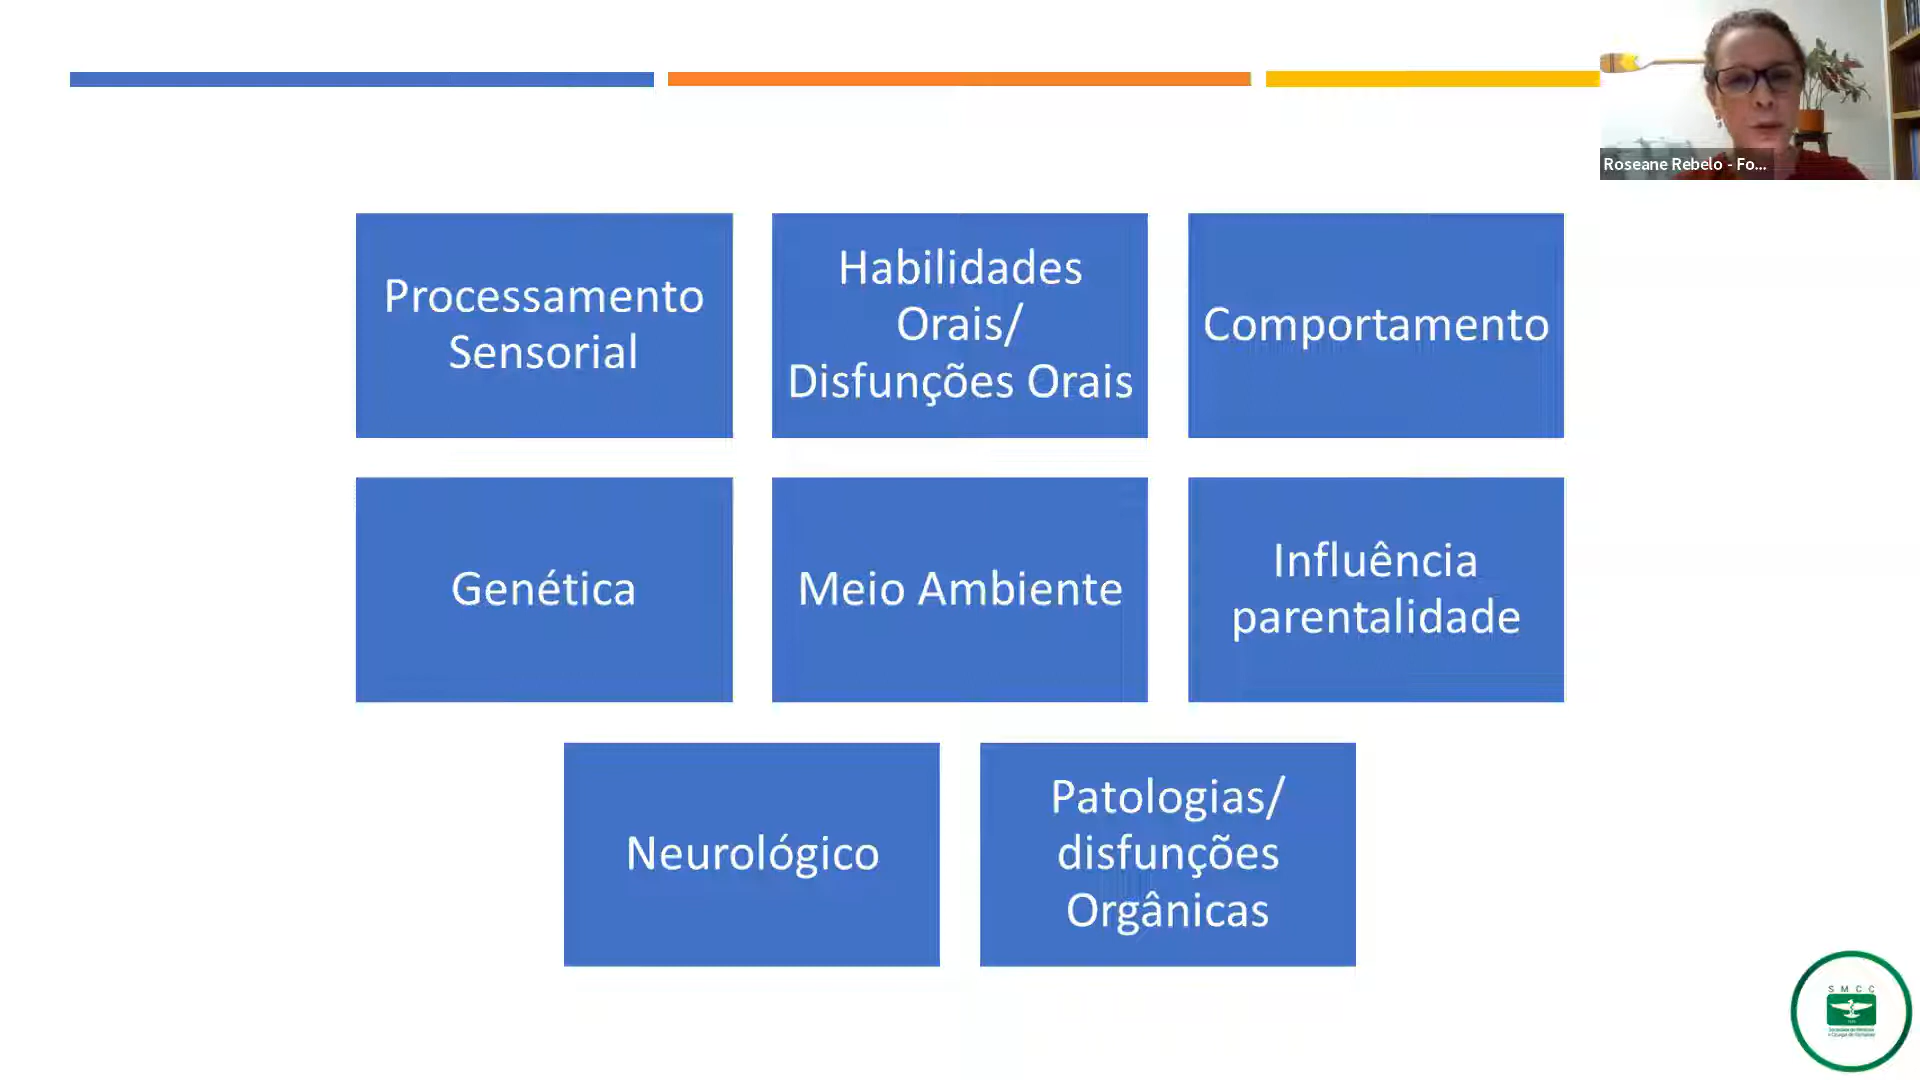 Roseane Rebelo - Fo...
Processamento
Sensorial
Habilidades
Orais/
Disfunções Orais
Comportamento
Genética
Meio Ambiente
Influência
parentalidade
Neurológico
Patologias/
disfunções
Orgânicas
SMCC